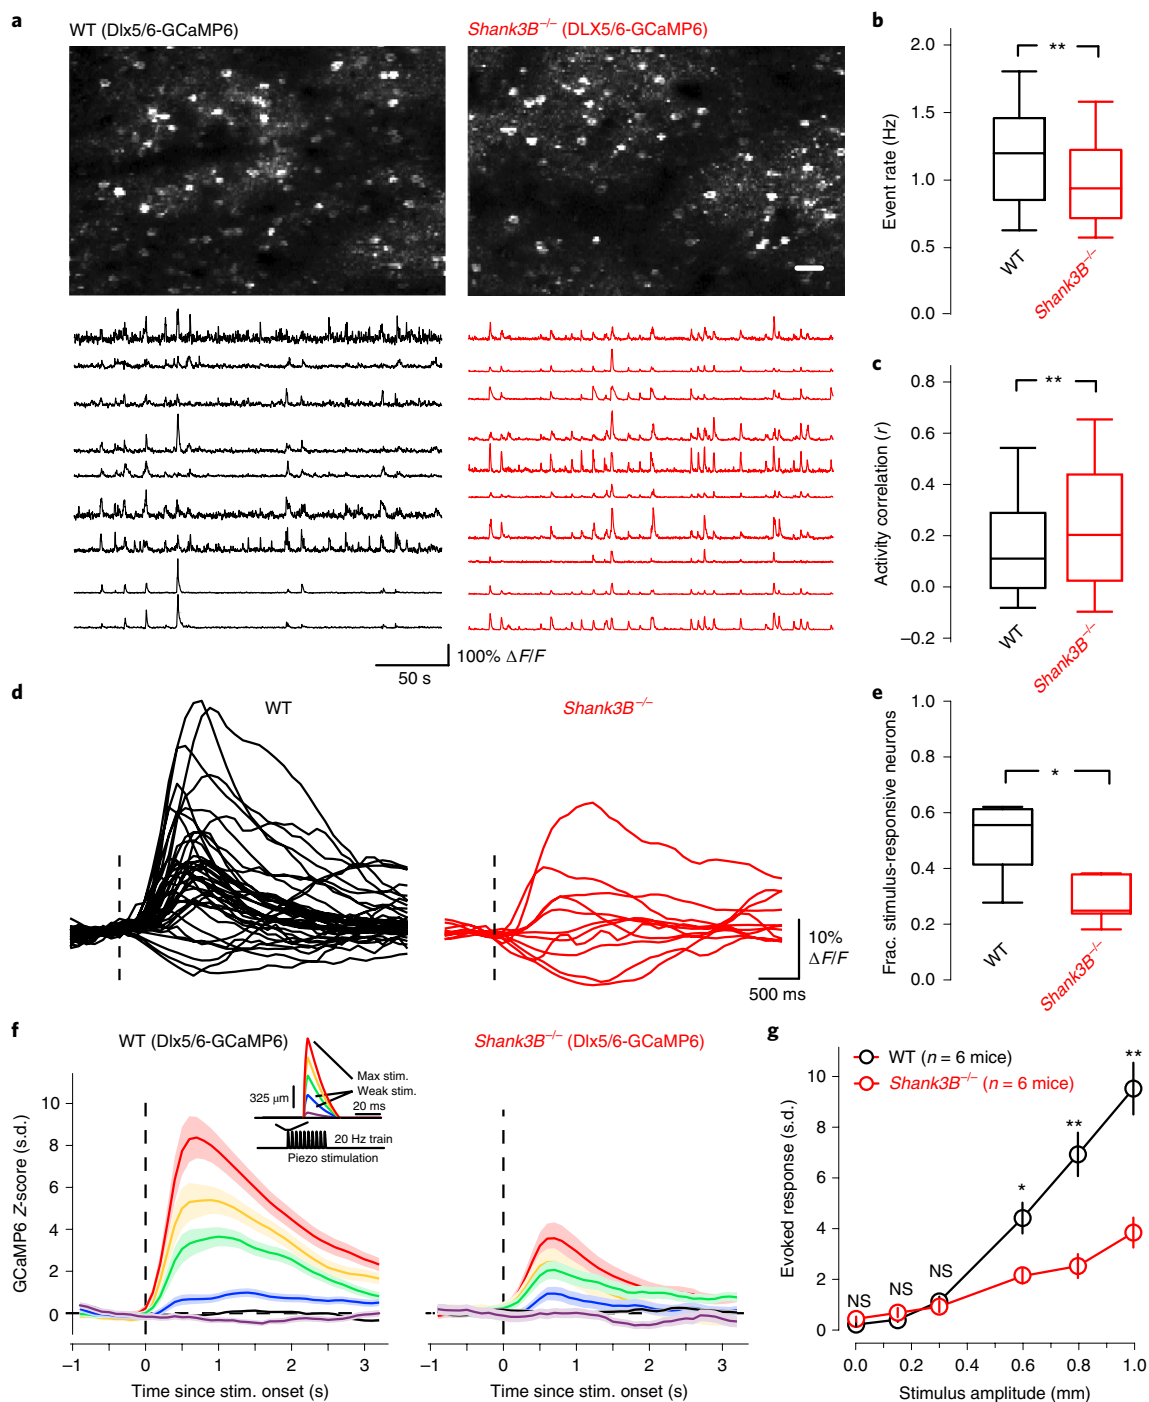 a
WT (Dlx5/6-GCaMP6)
Shank3B–/– (DLX5/6-GCaMP6)
100% ΔF/F
50 s
b
**
2.0
1.5
1.0
0.5
0.0
Event rate (Hz)
WT
Shank3B–/–
c
**
0.8
0.6
0.4
0.2
0.0
–0.2
Activity correlation (r)
WT
Shank3B–/–
d
WT
Shank3B–/–
10%
ΔF/F
500 ms
e
*
1.0
0.8
0.6
0.4
0.2
0.0
Frac. stimulus-responsive neurons
WT
Shank3B–/–
f
WT (Dlx5/6-GCaMP6)
Shank3B–/– (Dlx5/6-GCaMP6)
Max stim.
Weak stim.
325 μm
20 ms
20 Hz train
Piezo stimulation
10
8
6
4
2
0
GCaMP6 Z-score (s.d.)
–1 0 1 2 3
Time since stim. onset (s)
–1 0 1 2 3
Time since stim. onset (s)
g
WT (n = 6 mice)
Shank3B–/– (n = 6 mice)
**
**
*
NS
NS
NS
10
8
6
4
2
0
Evoked response (s.d.)
0.0 0.2 0.4 0.6 0.8 1.0
Stimulus amplitude (mm)